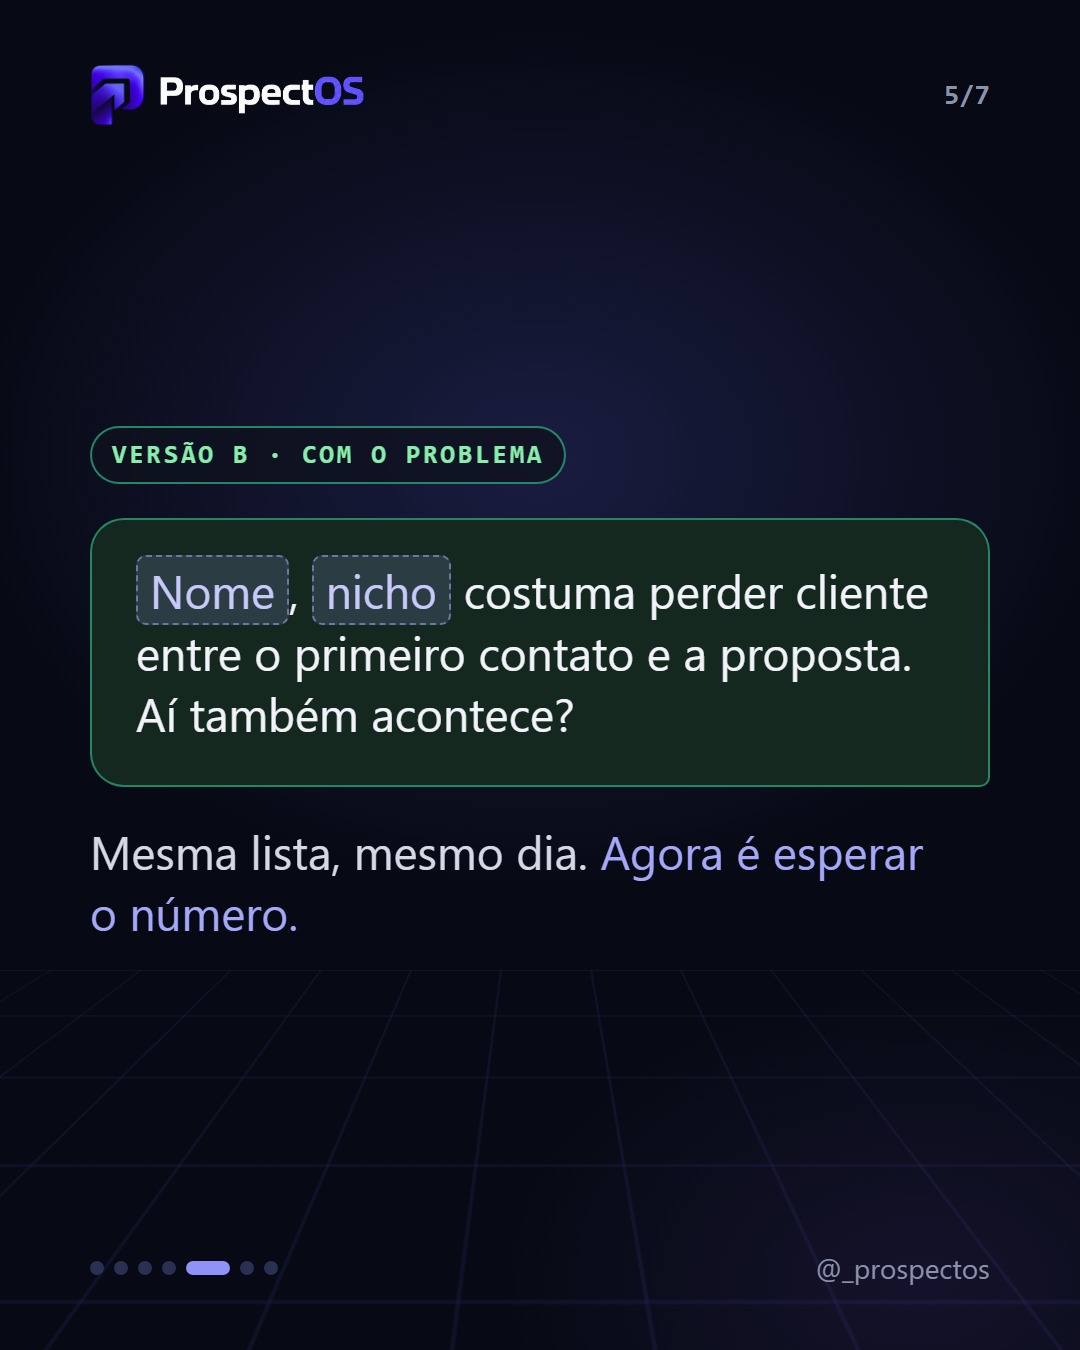 ProspectOS
5/7
VERSÃO B · COM O PROBLEMA
Nome, nicho costuma perder cliente
entre o primeiro contato e a proposta.
Aí também acontece?
Mesma lista, mesmo dia. Agora é esperar
o número.
@_prospectos